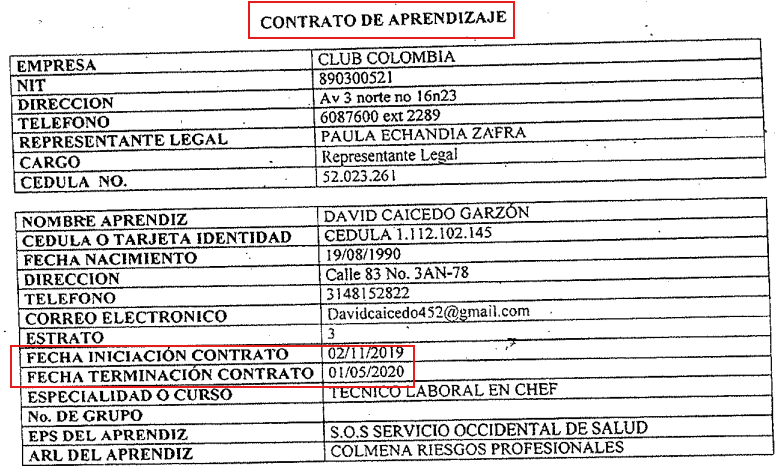 CONTRATO DE APRENDIZAJE
EMPRESA CLUB COLOMBIA
NIT 890300521
DIRECCION Av 3 norte no 16n23
TELEFONO 6087600 ext 2289
REPRESENTANTE LEGAL PAULA ECHANDIA ZAFRA
CARGO Representante Legal
CEDULA NO. 52.023.261
NOMBRE APRENDIZ DAVID CAICEDO GARZÓN
CEDULA O TARJETA IDENTIDAD CEDULA 1.112.102.145
FECHA NACIMIENTO 19/08/1990
DIRECCION Calle 83 No. 3AN-78
TELEFONO 3148152822
CORREO ELECTRONICO Davidcaicedo452@gmail.com
ESTRATO 3
FECHA INICIACIÓN CONTRATO 02/11/2019
FECHA TERMINACIÓN CONTRATO 01/05/2020
ESPECIALIDAD O CURSO TECNICO LABORAL EN CHEF
No. DE GRUPO
EPS DEL APRENDIZ S.O.S SERVICIO OCCIDENTAL DE SALUD
ARL DEL APRENDIZ COLMENA RIESGOS PROFESIONALES